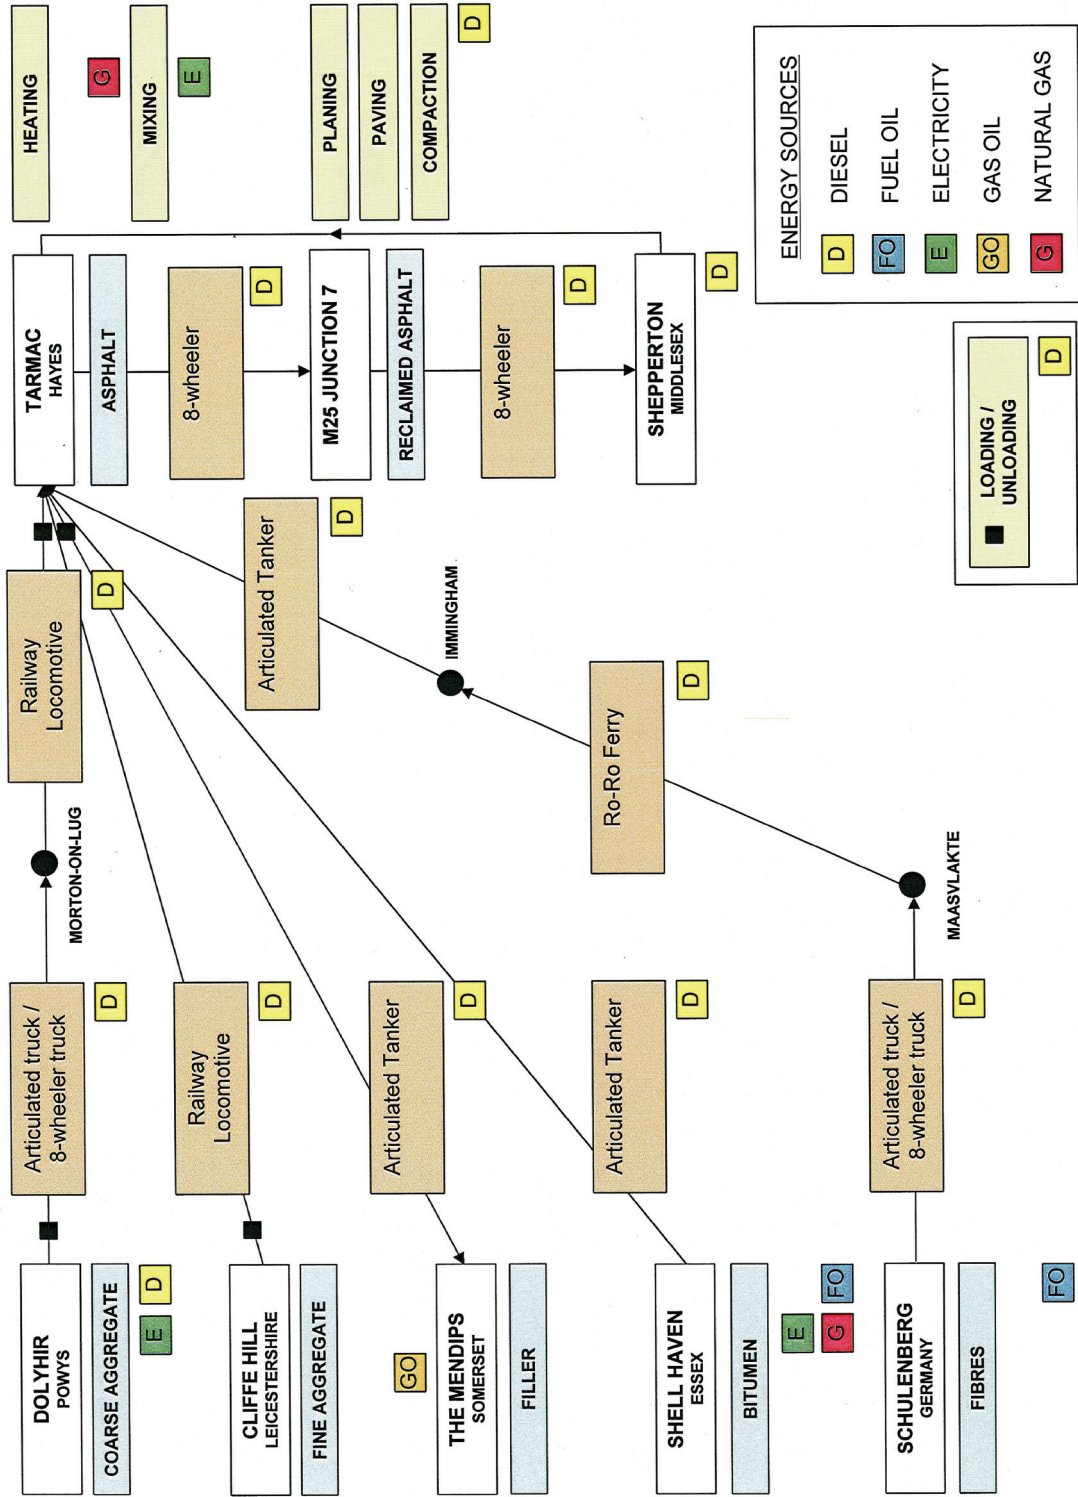 DOLYHIR
POWYS
COARSE AGGREGATE
E
D
Articulated truck /
8-wheeler truck
D
MORTON-ON-LUG
Railway
Locomotive
D
CLIFFE HILL
LEICESTERSHIRE
FINE AGGREGATE
Railway
Locomotive
D
GO
THE MENDIPS
SOMERSET
FILLER
Articulated Tanker
D
SHELL HAVEN
ESSEX
BITUMEN
E
G
FO
Articulated Tanker
D
SCHULENBERG
GERMANY
FIBRES
FO
Articulated truck /
8-wheeler truck
D
MAASVLAKTE
Ro-Ro Ferry
D
IMMINGHAM
Articulated Tanker
D
TARMAC
HAYES
ASPHALT
8-wheeler
D
M25 JUNCTION 7
RECLAIMED ASPHALT
8-wheeler
D
SHEPPERTON
MIDDLESEX
D
HEATING
G
MIXING
E
PLANING
PAVING
COMPACTION
D
LOADING /
UNLOADING
D
ENERGY SOURCES
D DIESEL
FO FUEL OIL
E ELECTRICITY
GO GAS OIL
G NATURAL GAS